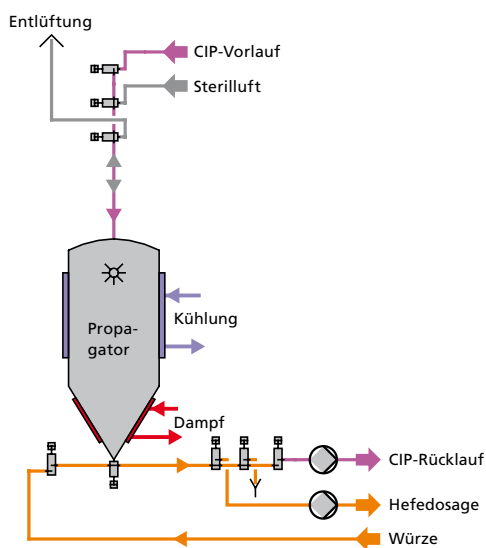 Entlüftung
CIP-Vorlauf
Sterilluft
Propa-
gator
Kühlung
Dampf
CIP-Rücklauf
Hefedosage
Würze